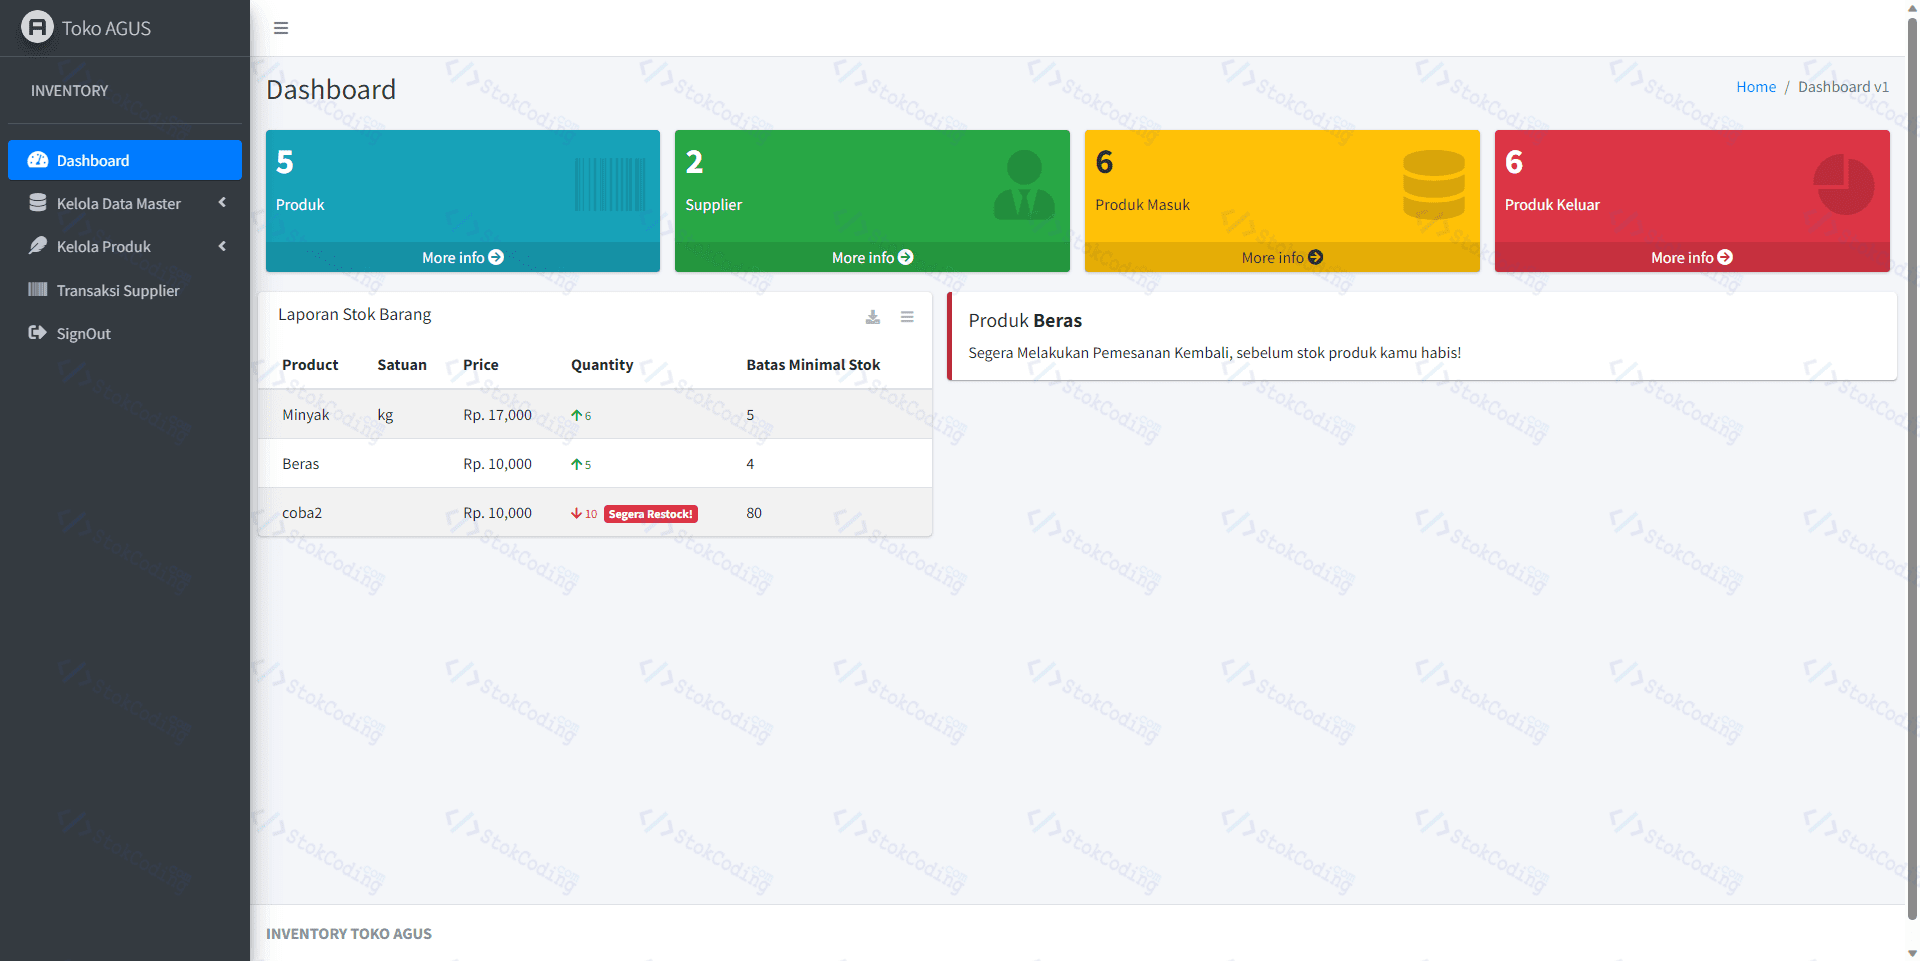 Toko AGUS
INVENTORY
Dashboard
Kelola Data Master
Kelola Produk
Transaksi Supplier
SignOut
Dashboard
Home / Dashboard v1
5
Produk
More info
2
Supplier
More info
6
Produk Masuk
More info
6
Produk Keluar
More info
Laporan Stok Barang
Product Satuan Price Quantity Batas Minimal Stok
Minyak kg Rp. 17,000 6 5
Beras Rp. 10,000 5 4
coba2 Rp. 10,000 10 Segera Restock! 80
Produk Beras
Segera Melakukan Pemesanan Kembali, sebelum stok produk kamu habis!
INVENTORY TOKO AGUS
</> StokCoding.com